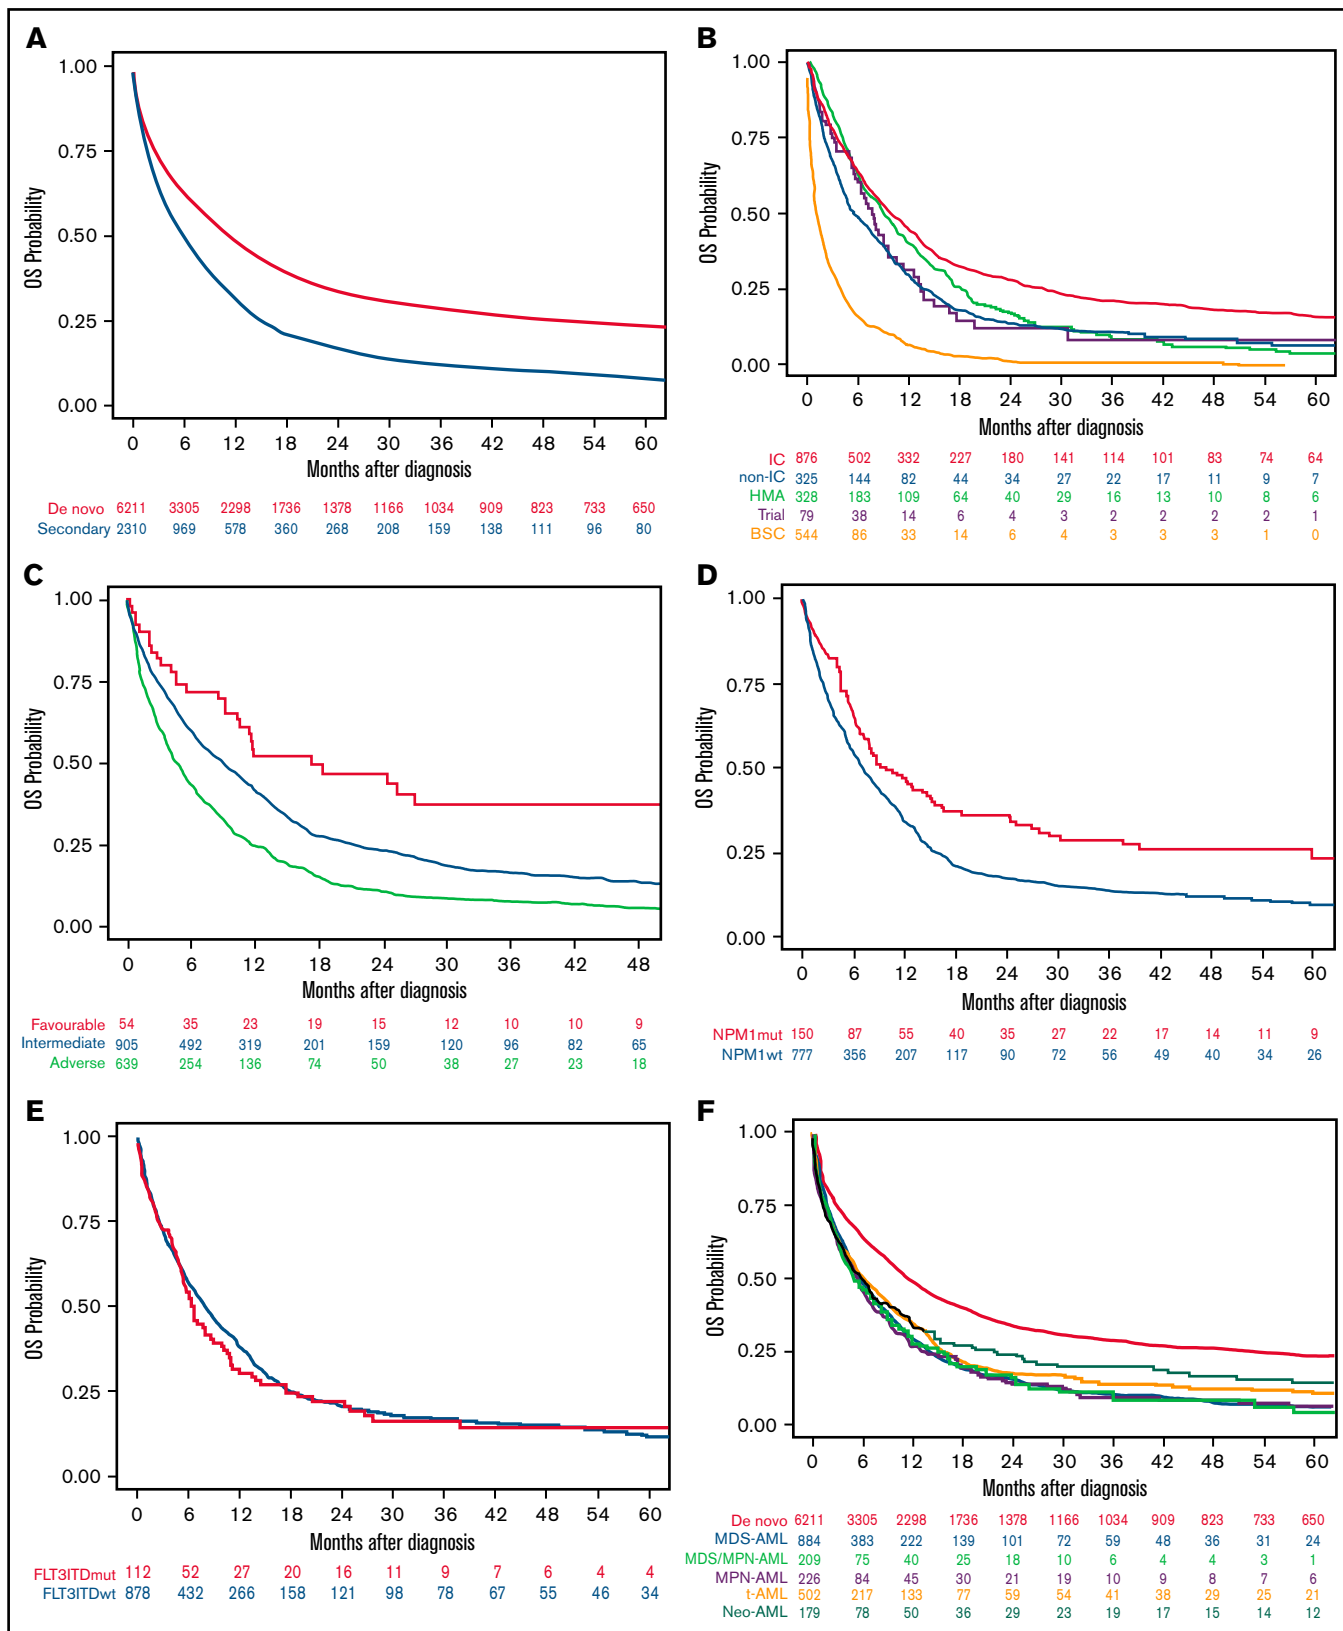 A
1.00
0.75
0.50
0.25
0.00
OS Probability
0 6 12 18 24 30 36 42 48 54 60
Months after diagnosis
De novo 6211 3305 2298 1736 1378 1166 1034 909 823 733 650
Secondary 2310 969 578 360 268 208 159 138 111 96 80
B
1.00
0.75
0.50
0.25
0.00
OS Probability
0 6 12 18 24 30 36 42 48 54 60
Months after diagnosis
IC 876 502 332 227 180 141 114 101 83 74 64
non-IC 325 144 82 44 34 27 22 17 11 9 7
HMA 328 183 109 64 40 29 16 13 10 8 6
Trial 79 38 14 6 4 3 2 2 2 2 1
BSC 544 86 33 14 6 4 3 3 3 1 0
C
1.00
0.75
0.50
0.25
0.00
OS Probability
0 6 12 18 24 30 36 42 48
Months after diagnosis
Favourable 54 35 23 19 15 12 10 10 9
Intermediate 905 492 319 201 159 120 96 82 65
Adverse 639 254 136 74 50 38 27 23 18
D
1.00
0.75
0.50
0.25
0.00
OS Probability
0 6 12 18 24 30 36 42 48 54 60
Months after diagnosis
NPM1mut 150 87 55 40 35 27 22 17 14 11 9
NPM1wt 777 356 207 117 90 72 56 49 40 34 26
E
1.00
0.75
0.50
0.25
0.00
OS Probability
0 6 12 18 24 30 36 42 48 54 60
Months after diagnosis
FLT3ITDmut 112 52 27 20 16 11 9 7 6 4 4
FLT3ITDwt 878 432 266 158 121 98 78 67 55 46 34
F
1.00
0.75
0.50
0.25
0.00
OS Probability
0 6 12 18 24 30 36 42 48 54 60
Months after diagnosis
De novo 6211 3305 2298 1736 1378 1166 1034 909 823 733 650
MDS-AML 884 383 222 139 101 72 59 48 36 31 24
MDS/MPN-AML 209 75 40 25 18 10 6 4 4 3 1
MPN-AML 226 84 45 30 21 19 10 9 8 7 6
t-AML 502 217 133 77 59 54 41 38 29 25 21
Neo-AML 179 78 50 36 29 23 19 17 15 14 12